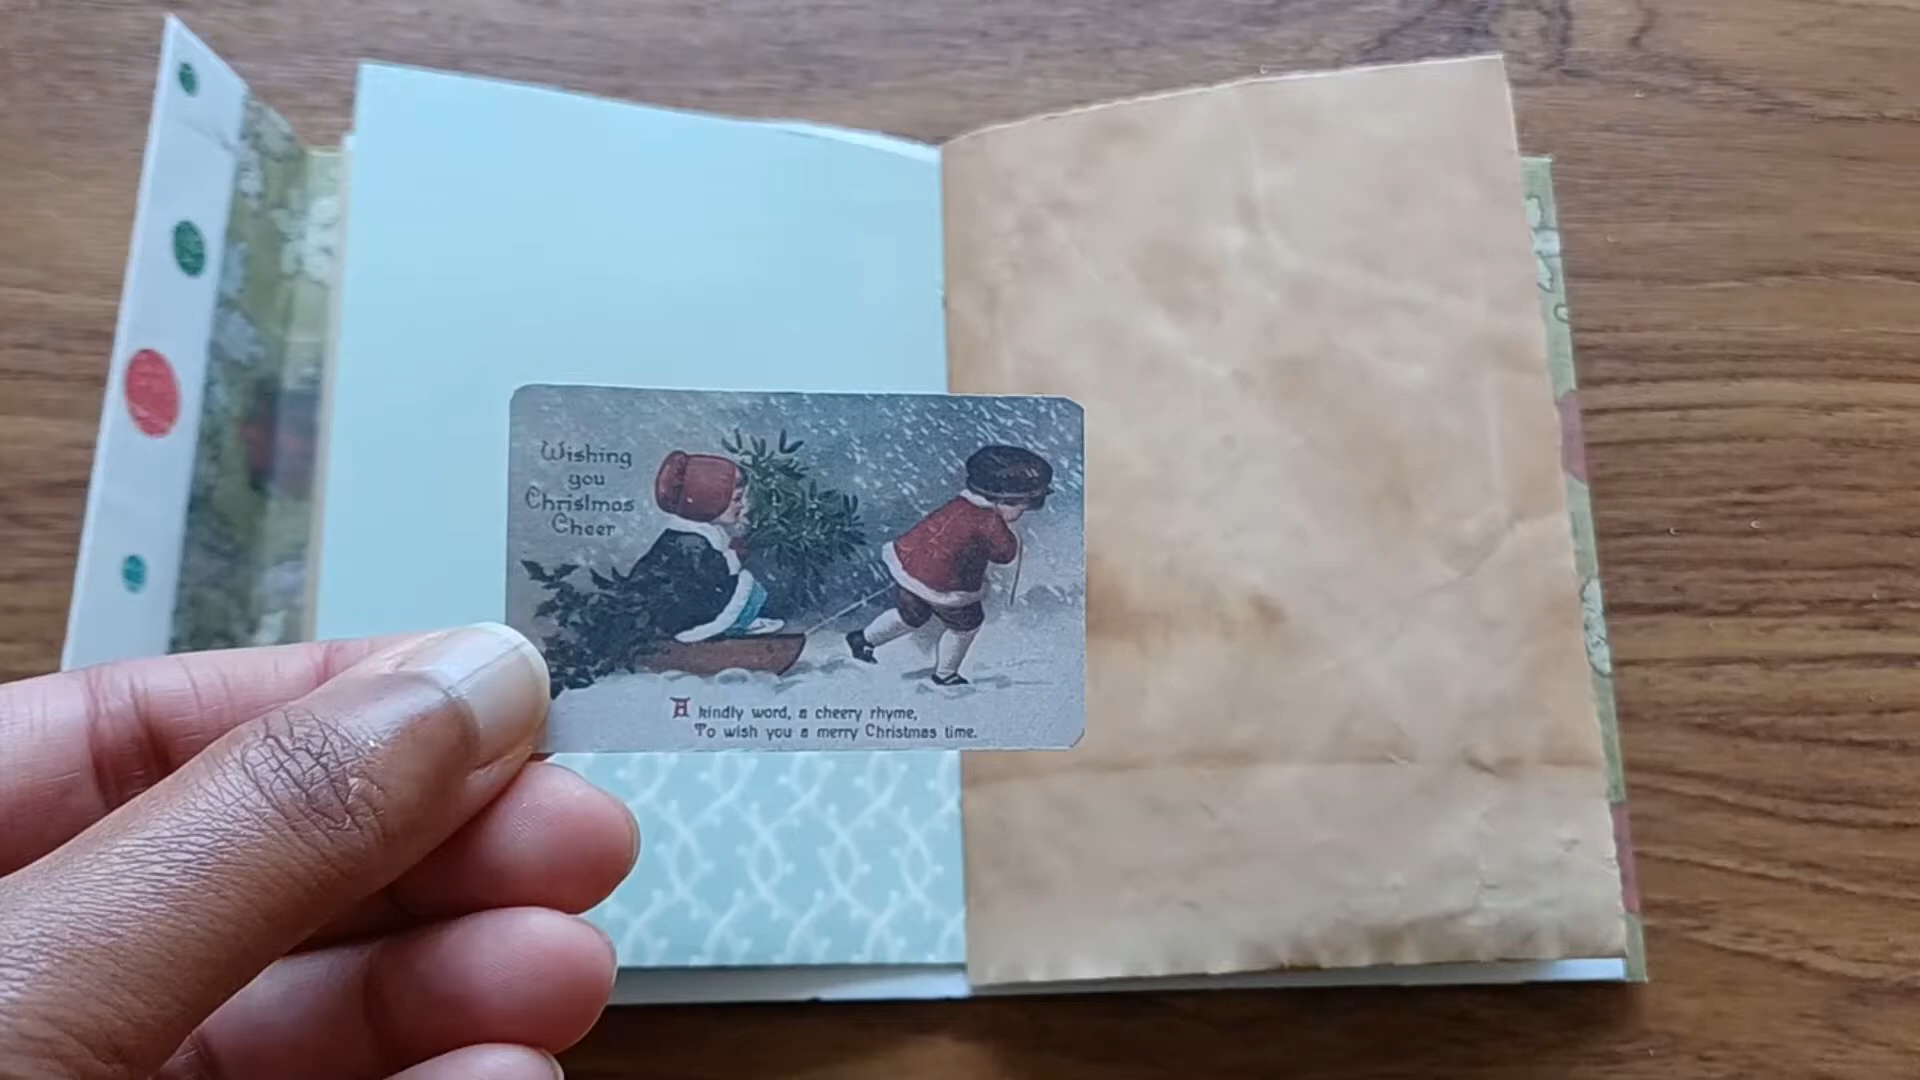 Wishing
you
Christmas
Cheer
A kindly word, a cheery rhyme,
To wish you a merry Christmas time.